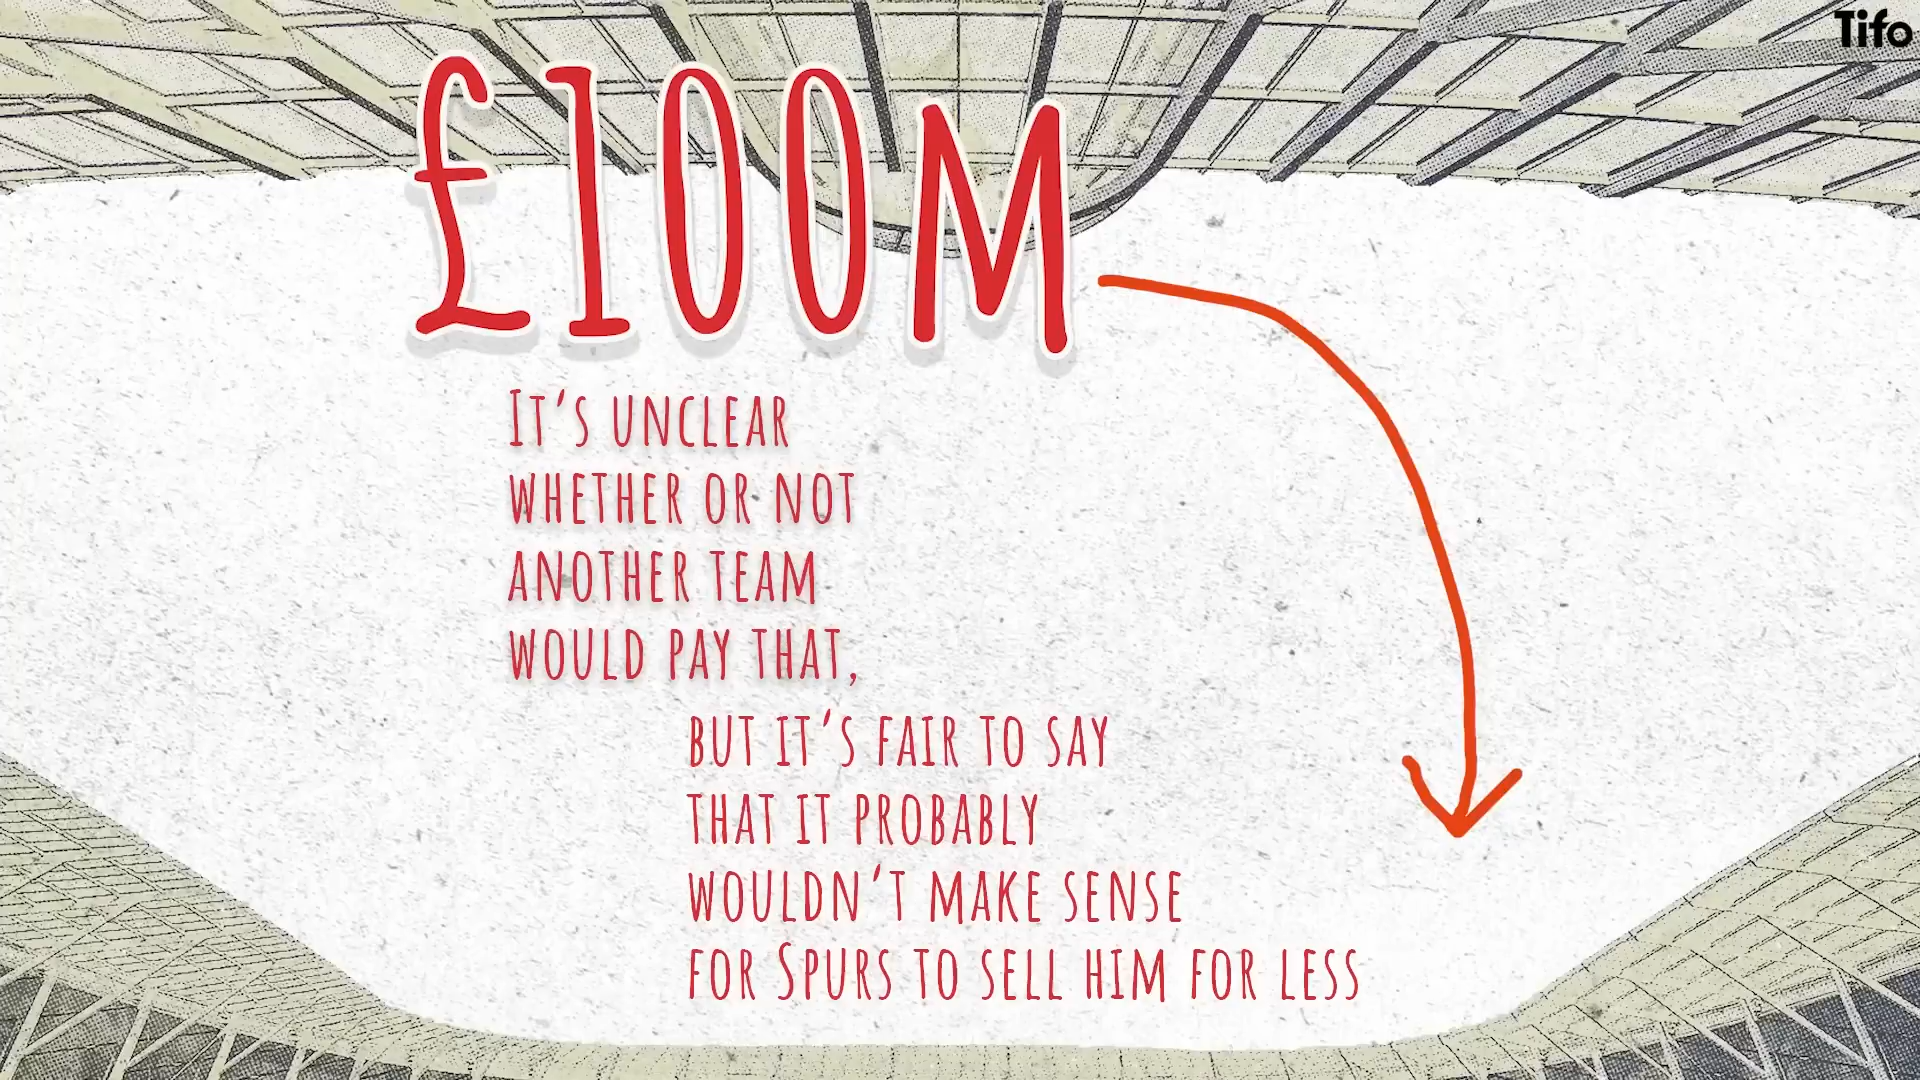 Tifo
£100M
It's unclear
whether or not
another team
would pay that,
but it's fair to say
that it probably
wouldn't make sense
for Spurs to sell him for less